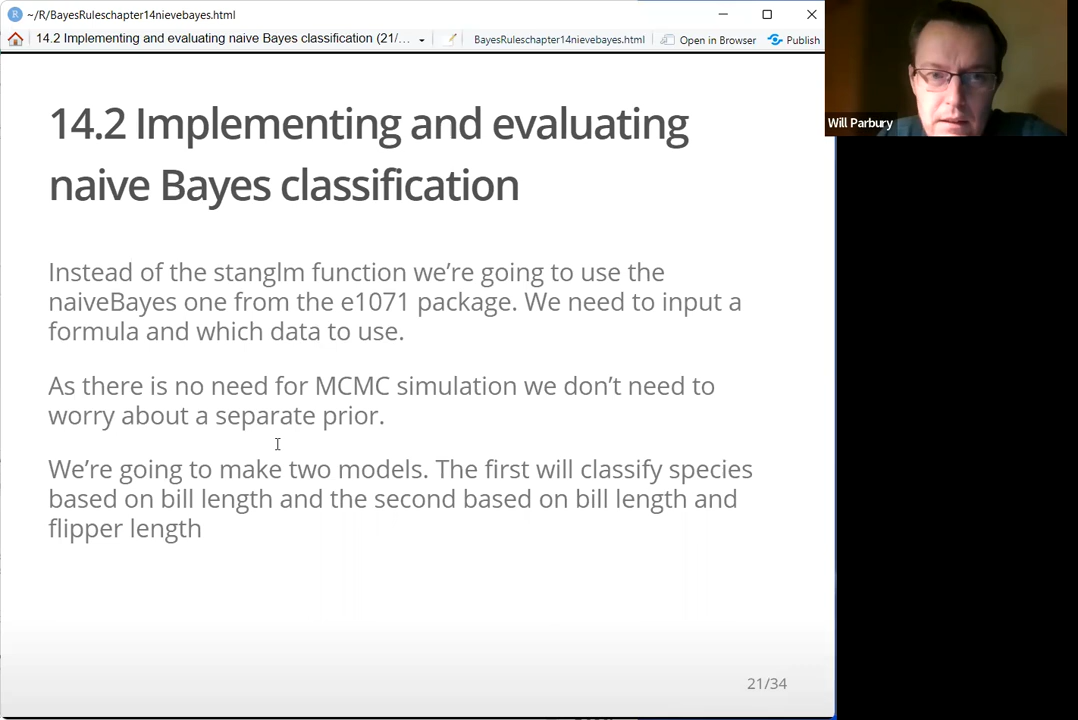 ~/R/BayesRuleschapter14nievebayes.html
14.2 Implementing and evaluating naive Bayes classification (21/...
BayesRuleschapter14nievebayes.html
Open in Browser
Publish
Will Parbury
14.2 Implementing and evaluating
naive Bayes classification
Instead of the stanglm function we’re going to use the
naiveBayes one from the e1071 package. We need to input a
formula and which data to use.
As there is no need for MCMC simulation we don’t need to
worry about a separate prior.
We’re going to make two models. The first will classify species
based on bill length and the second based on bill length and
flipper length
21/34